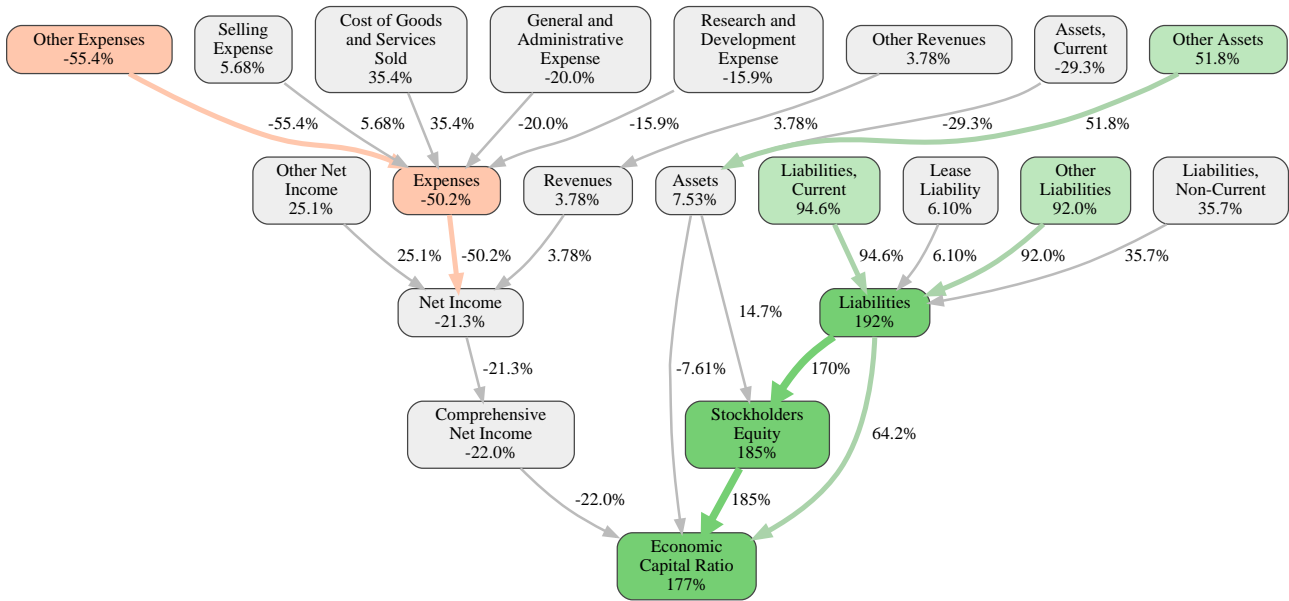 Other Expenses
-55.4%
Selling
Expense
5.68%
Cost of Goods
and Services
Sold
35.4%
General and
Administrative
Expense
-20.0%
Research and
Development
Expense
-15.9%
Other Revenues
3.78%
Assets,
Current
-29.3%
Other Assets
51.8%
-55.4%
5.68%
35.4%
-20.0%
-15.9%
3.78%
-29.3%
51.8%
Other Net
Income
25.1%
Expenses
-50.2%
Revenues
3.78%
Assets
7.53%
Liabilities,
Current
94.6%
Lease
Liability
6.10%
Other
Liabilities
92.0%
Liabilities,
Non-Current
35.7%
25.1%
-50.2%
3.78%
94.6%
6.10%
92.0%
35.7%
Net Income
-21.3%
14.7%
Liabilities
192%
-21.3%
-7.61%
170%
Comprehensive
Net Income
-22.0%
Stockholders
Equity
185%
64.2%
-22.0%
185%
Economic
Capital Ratio
177%